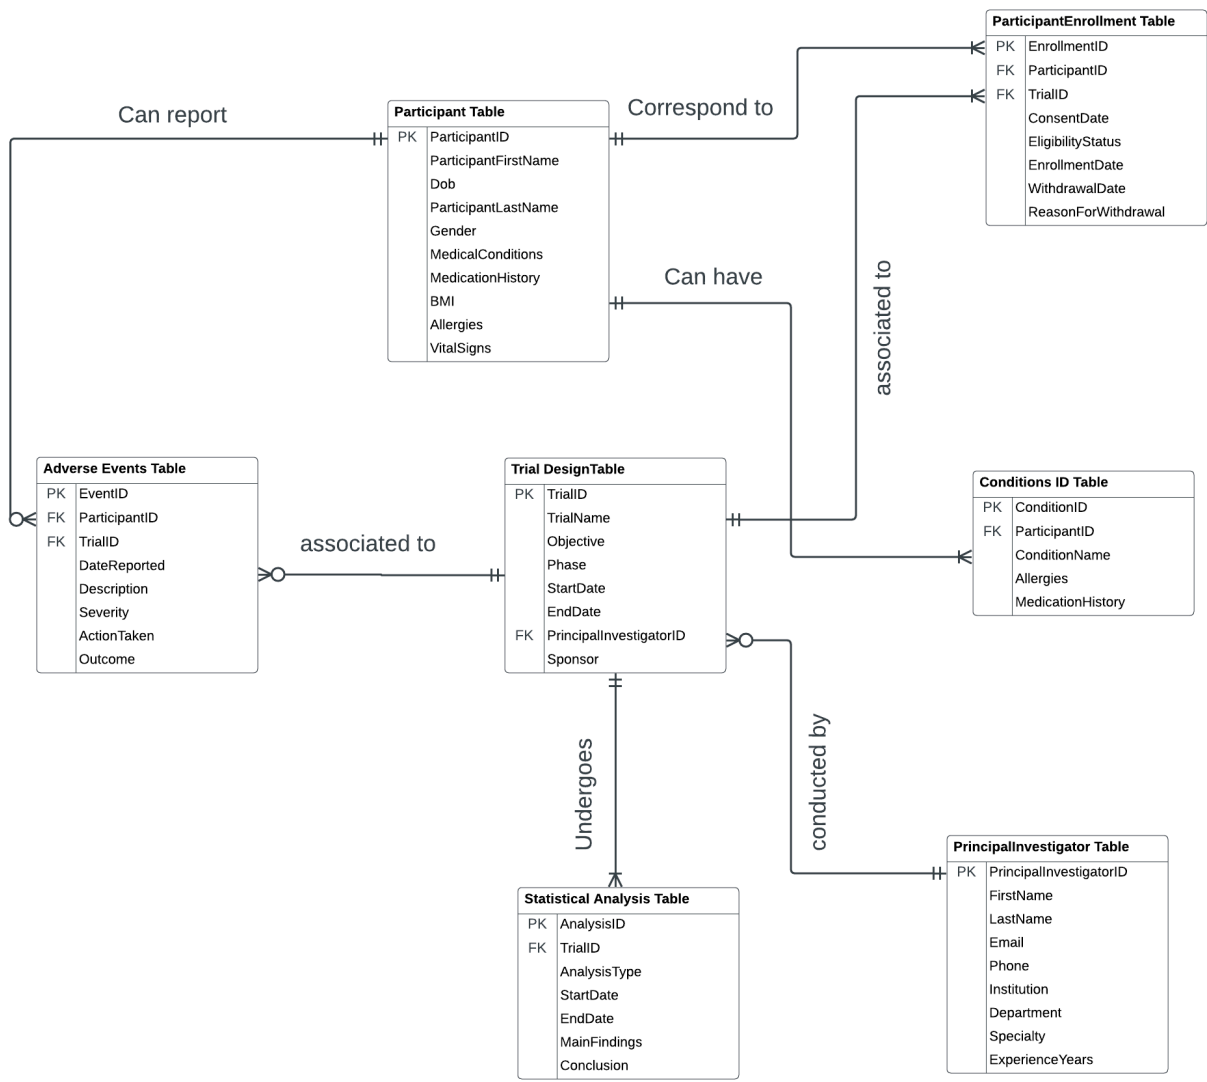 ParticipantEnrollment Table
PK EnrollmentID
FK ParticipantID
FK TrialID
ConsentDate
EligibilityStatus
EnrollmentDate
WithdrawalDate
ReasonForWithdrawal
Can report
Participant Table
PK ParticipantID
ParticipantFirstName
Dob
ParticipantLastName
Gender
MedicalConditions
MedicationHistory
BMI
Allergies
VitalSigns
Correspond to
Can have
associated to
Adverse Events Table
PK EventID
FK ParticipantID
FK TrialID
DateReported
Description
Severity
ActionTaken
Outcome
associated to
Trial DesignTable
PK TrialID
TrialName
Objective
Phase
StartDate
EndDate
FK PrincipalInvestigatorID
Sponsor
Conditions ID Table
PK ConditionID
FK ParticipantID
ConditionName
Allergies
MedicationHistory
Undergoes
conducted by
Statistical Analysis Table
PK AnalysisID
FK TrialID
AnalysisType
StartDate
EndDate
MainFindings
Conclusion
PrincipalInvestigator Table
PK PrincipalInvestigatorID
FirstName
LastName
Email
Phone
Institution
Department
Specialty
ExperienceYears